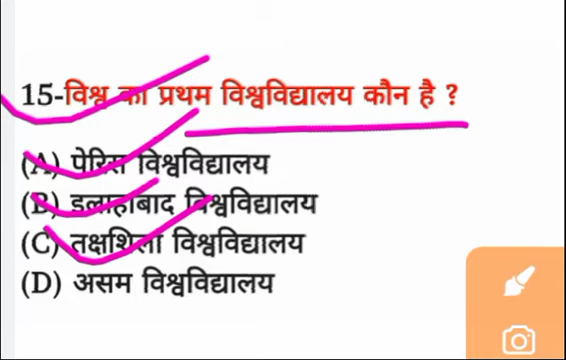 15-विश्व का प्रथम विश्वविद्यालय कौन है ?
(A) पेरिस विश्वविद्यालय
(B) इलाहाबाद विश्वविद्यालय
(C) तक्षशिला विश्वविद्यालय
(D) असम विश्वविद्यालय